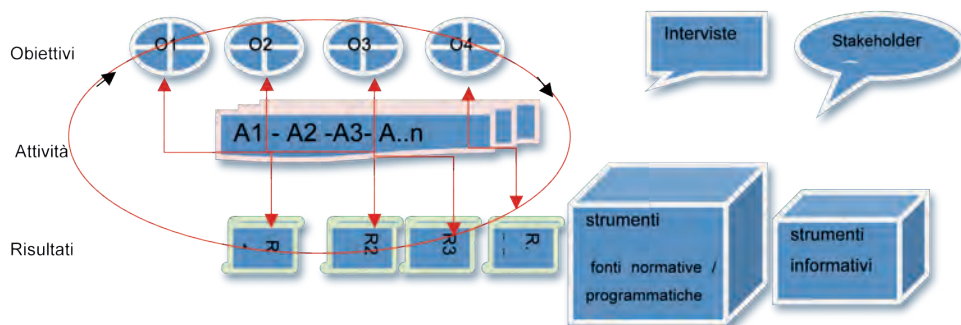 Obiettivi
O1
O2
O3
O4
Interviste
Stakeholder
Attività
A1 - A2 -A3- A..n
Risultati
R
R2
R3
R.
strumenti
fonti normative /
programmatiche
strumenti
informativi